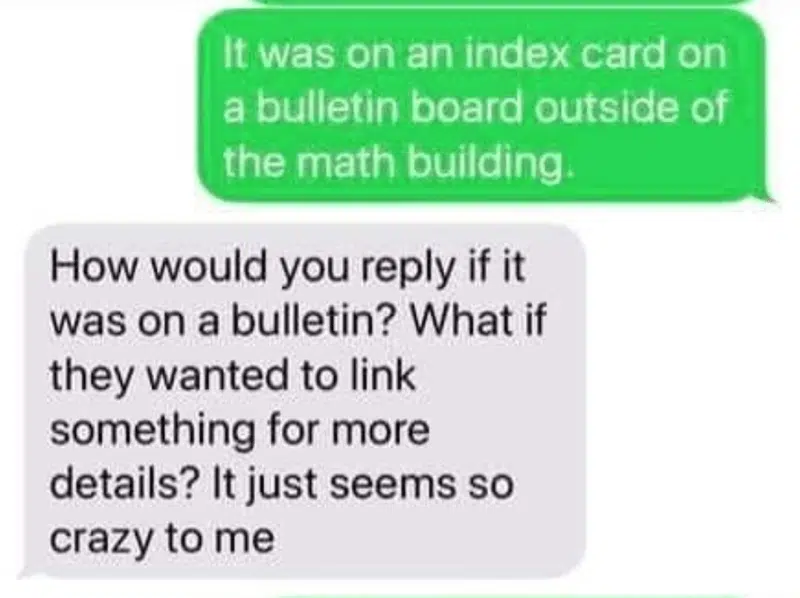 It was on an index card on
a bulletin board outside of
the math building.
How would you reply if it
was on a bulletin? What if
they wanted to link
something for more
details? It just seems so
crazy to me